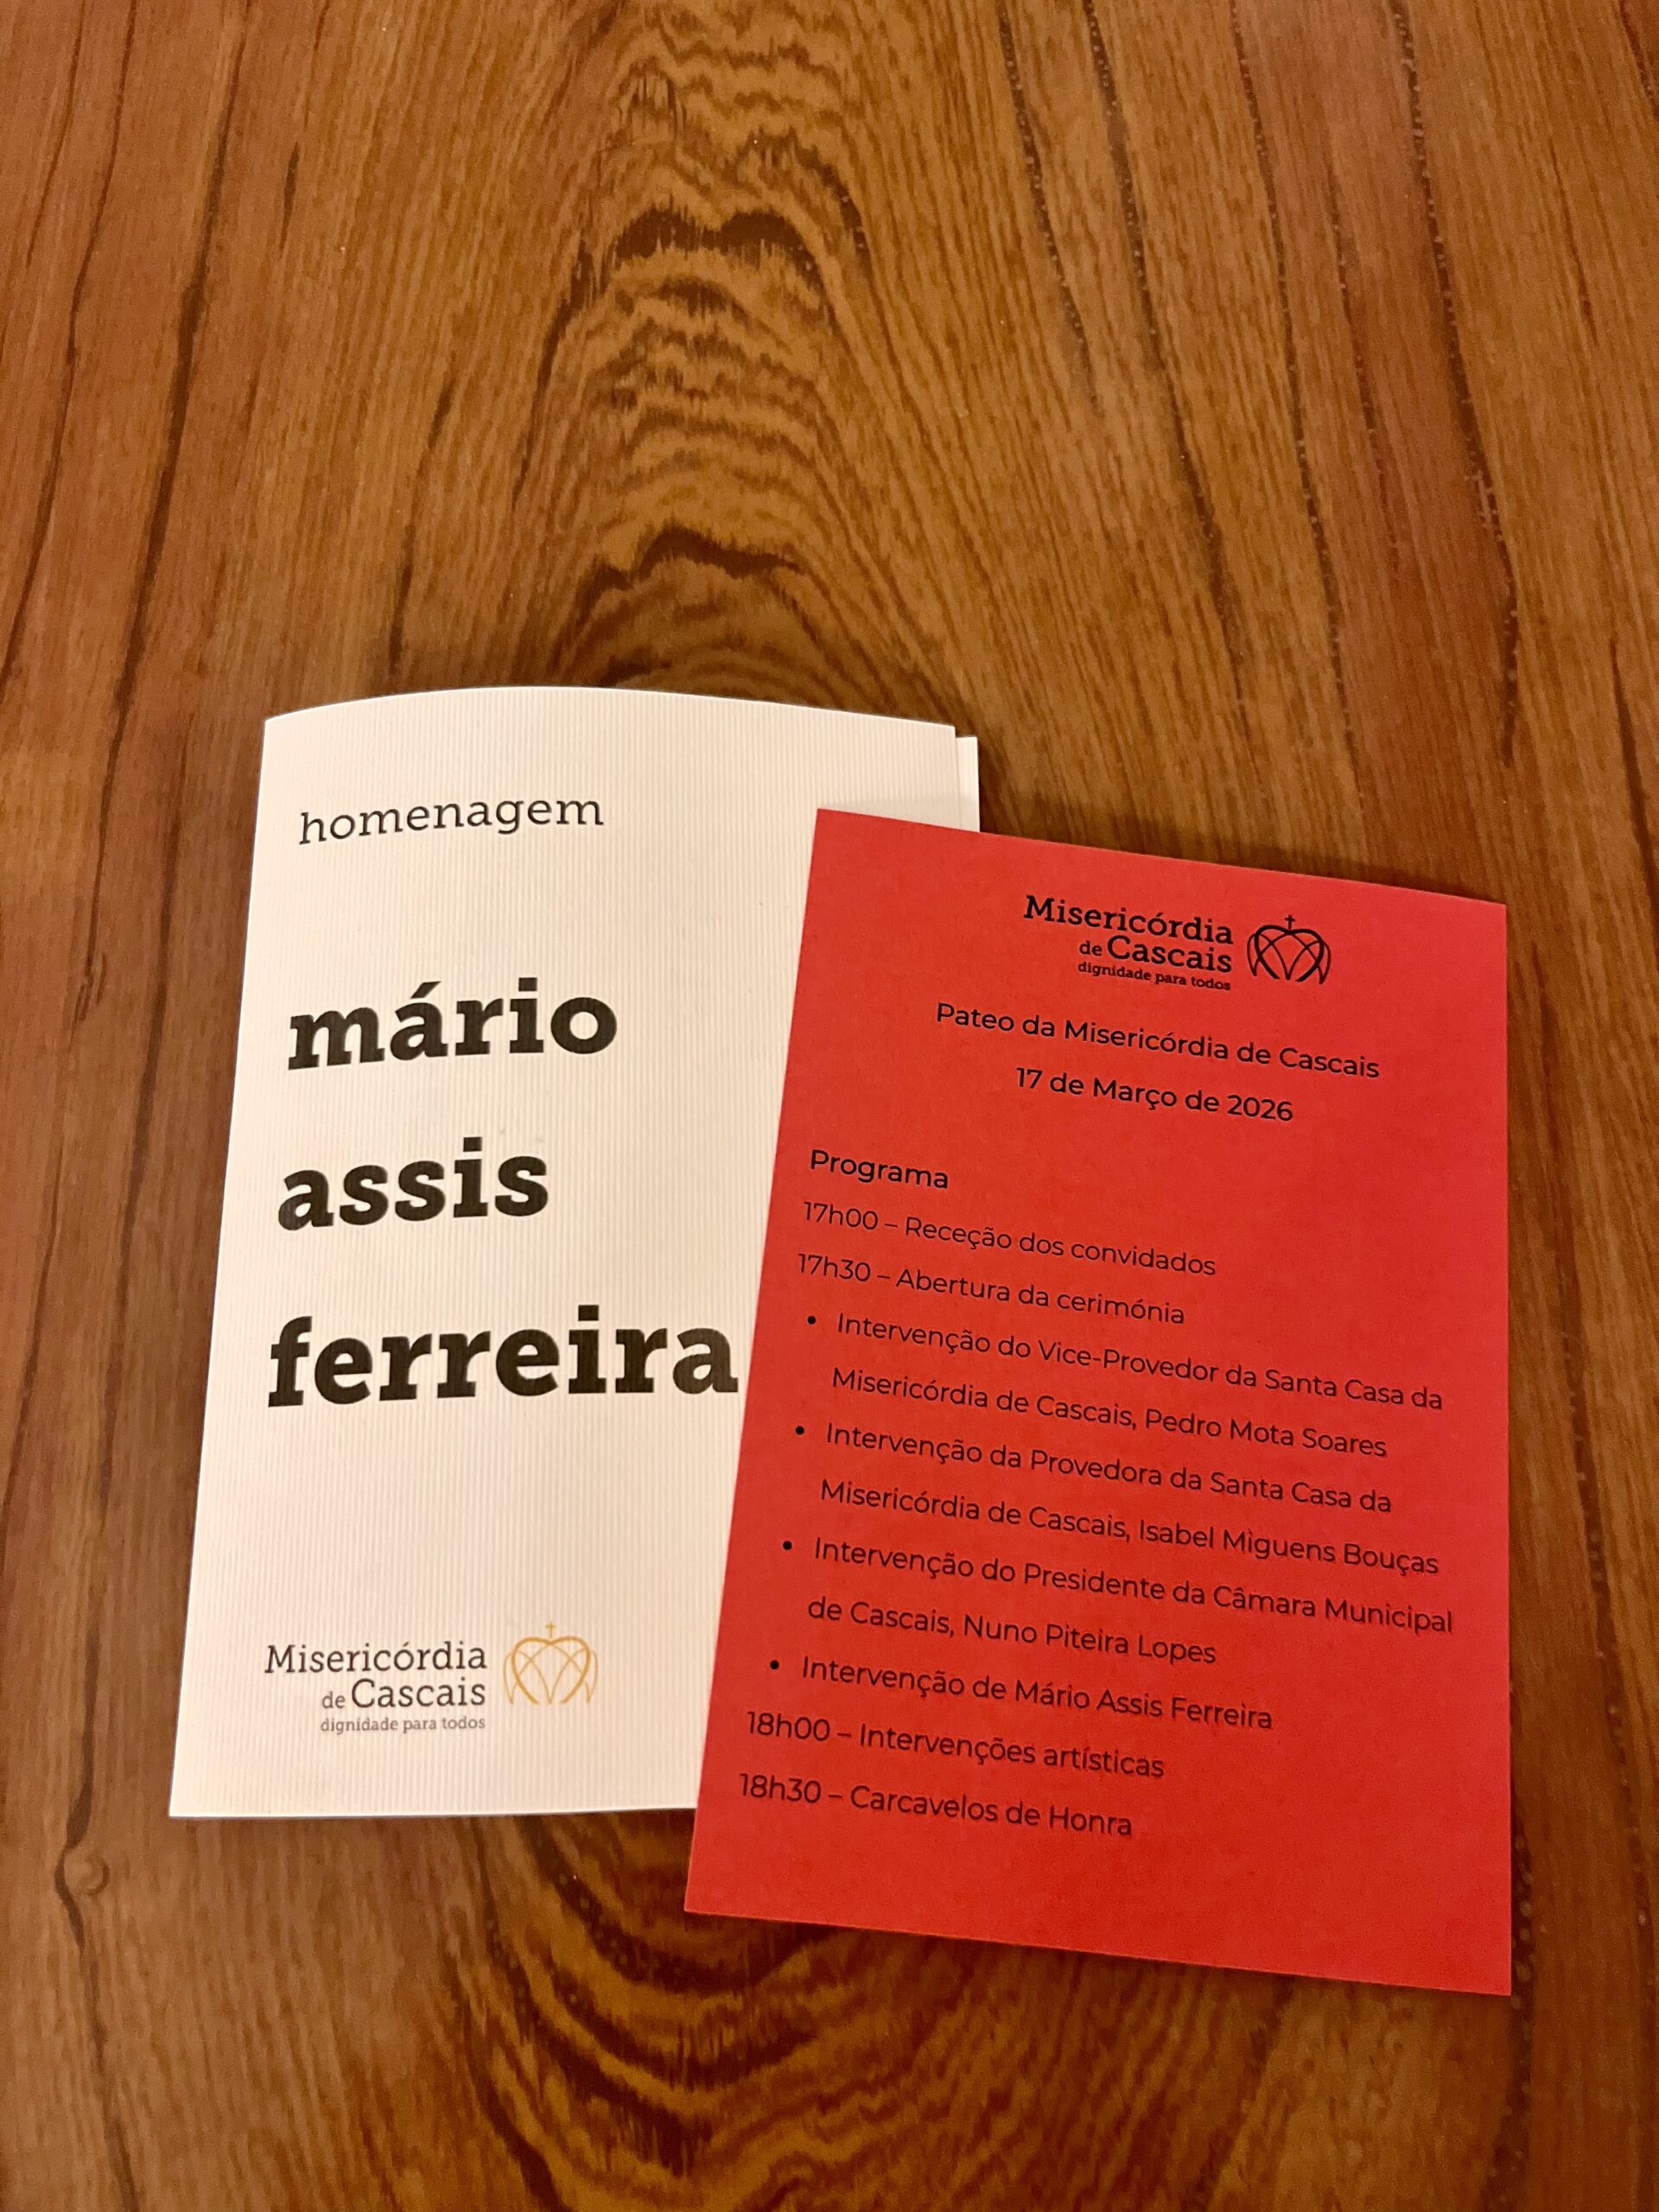 homenagem
mário
assis
ferreira
Misericórdia
de Cascais
dignidade para todos
Misericórdia
de Cascais
dignidade para todos
Pateo da Misericórdia de Cascais
17 de Março de 2026
Programa
17h00 – Receção dos convidados
17h30 – Abertura da cerimónia
• Intervenção do Vice-Provedor da Santa Casa da
Misericórdia de Cascais, Pedro Mota Soares
• Intervenção da Provedora da Santa Casa da
Misericórdia de Cascais, Isabel Miguens Bouças
• Intervenção do Presidente da Câmara Municipal
de Cascais, Nuno Piteira Lopes
• Intervenção de Mário Assis Ferreira
18h00 – Intervenções artísticas
18h30 – Carcavelos de Honra